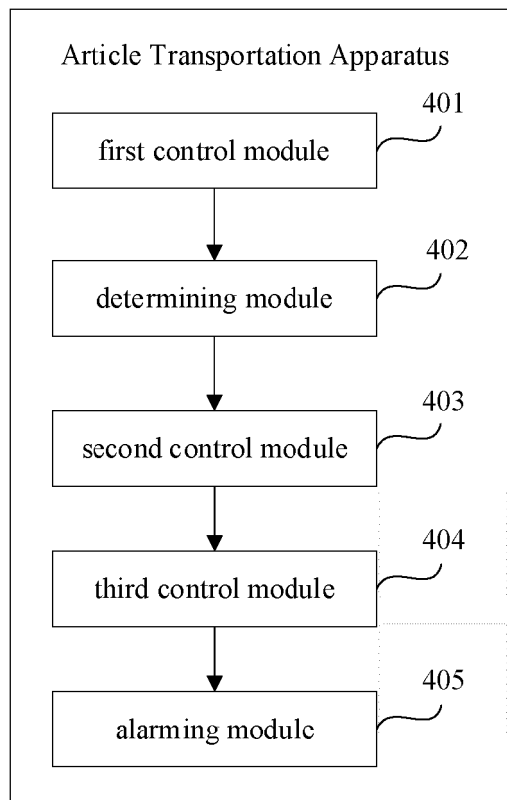 Article Transportation Apparatus
401
first control module
402
determining module
403
second control module
404
third control module
405
alarming module